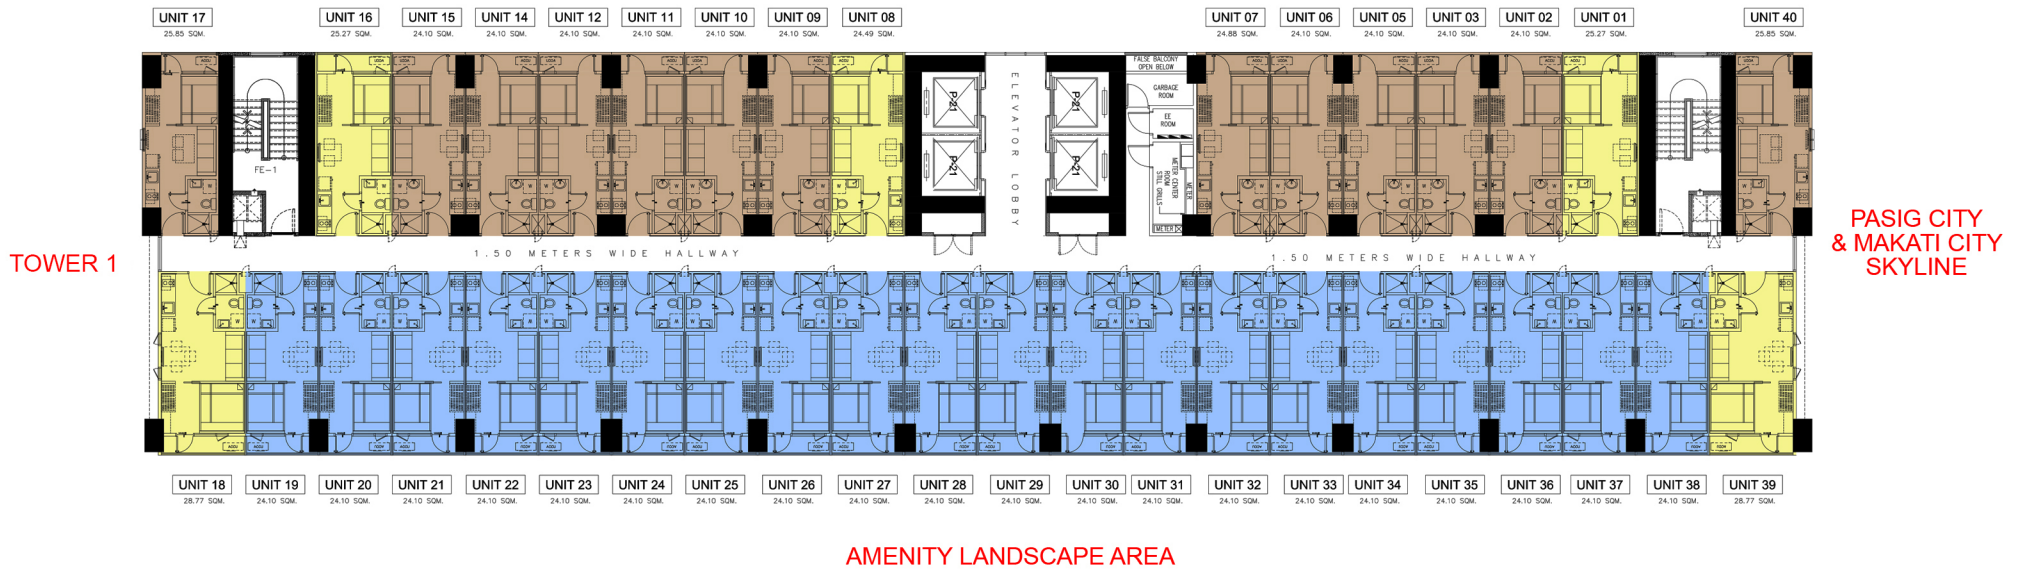 UNIT 17 UNIT 16 UNIT 15 UNIT 14 UNIT 12 UNIT 11 UNIT 10 UNIT 09 UNIT 08 UNIT 07 UNIT 06 UNIT 05 UNIT 03 UNIT 02 UNIT 01 UNIT 40
25.85 SQM. 25.27 SQM. 24.10 SQM. 24.10 SQM. 24.10 SQM. 24.10 SQM. 24.10 SQM. 24.10 SQM. 24.49 SQM. 24.88 SQM. 24.10 SQM. 24.10 SQM. 24.10 SQM. 24.10 SQM. 25.27 SQM. 25.85 SQM.
FALSE BALCONY
OPEN BELOW
GARBAGE
ROOM
EE
ROOM
P-21
P-21
P-21
P-21
ELEVATOR LOBBY
METER CENTER
ROOM
STILL GRILLS
METER
METER
FE-1
1.50 METERS WIDE HALLWAY
1.50 METERS WIDE HALLWAY
TOWER 1
PASIG CITY
& MAKATI CITY
SKYLINE
UNIT 18 UNIT 19 UNIT 20 UNIT 21 UNIT 22 UNIT 23 UNIT 24 UNIT 25 UNIT 26 UNIT 27 UNIT 28 UNIT 29 UNIT 30 UNIT 31 UNIT 32 UNIT 33 UNIT 34 UNIT 35 UNIT 36 UNIT 37 UNIT 38 UNIT 39
28.77 SQM. 24.10 SQM. 24.10 SQM. 24.10 SQM. 24.10 SQM. 24.10 SQM. 24.10 SQM. 24.10 SQM. 24.10 SQM. 24.10 SQM. 24.10 SQM. 24.10 SQM. 24.10 SQM. 24.10 SQM. 24.10 SQM. 24.10 SQM. 24.10 SQM. 24.10 SQM. 24.10 SQM. 24.10 SQM. 24.10 SQM. 28.77 SQM.
AMENITY LANDSCAPE AREA